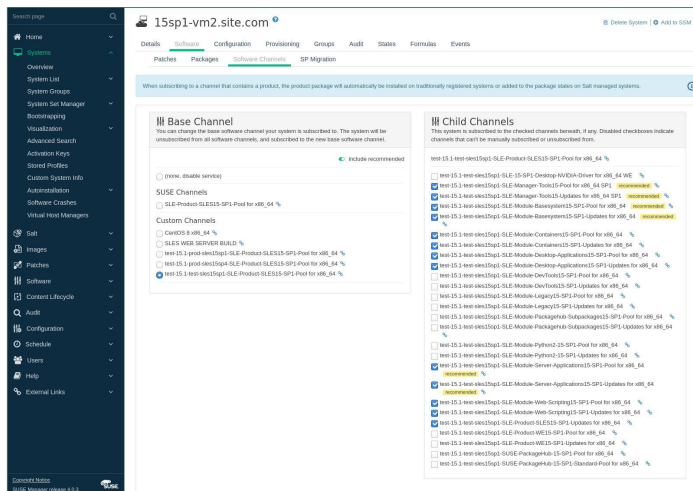 Search page
Home
Systems
Overview
System List
System Groups
System Set Manager
Bootstrapping
Visualization
Advanced Search
Activation Keys
Stored Profiles
Custom System Info
Autoinstallation
Software Crashes
Virtual Host Managers
Salt
Images
Patches
Software
Content Lifecycle
Audit
Configuration
Schedule
Users
Help
External Links
Copyright Notice
SUSE Manager release 4.0.3
SUSE
15sp1-vm2.site.com ?
Delete System | Add to SSM
Details Software Configuration Provisioning Groups Audit States Formulas Events
Patches Packages Software Channels SP Migration
When subscribing to a channel that contains a product, the product package will automatically be installed on traditionally registered systems or added to the package states on Salt managed systems.
Base Channel
You can change the base software channel your system is subscribed to. The system will be
unsubscribed from all software channels, and subscribed to the new base software channel.
include recommended
(none, disable service)
SUSE Channels
SLE-Product-SLES15-SP1-Pool for x86_64
Custom Channels
CentOS 8 x86_64
SLES WEB SERVER BUILD
test-15.1-prod-sles15sp1-SLE-Product-SLES15-SP1-Pool for x86_64
test-15.1-prod-sles15sp4-SLE-Product-SLES15-SP1-Pool for x86_64
test-15.1-test-sles15sp1-SLE-Product-SLES15-SP1-Pool for x86_64
Child Channels
This system is subscribed to the checked channels beneath, if any. Disabled checkboxes indicate
channels that can't be manually subscribed or unsubscribed from.
test-15.1-test-sles15sp1-SLE-Product-SLES15-SP1-Pool for x86_64
test-15.1-test-sles15sp1-SLE-15-SP1-Desktop-NVIDIA-Driver for x86_64 WE
test-15.1-test-sles15sp1-SLE-Manager-Tools15-Pool for x86_64 SP1 recommended
test-15.1-test-sles15sp1-SLE-Manager-Tools15-Updates for x86_64 SP1 recommended
test-15.1-test-sles15sp1-SLE-Module-Basesystem15-SP1-Pool for x86_64 recommended
test-15.1-test-sles15sp1-SLE-Module-Basesystem15-SP1-Updates for x86_64 recommended
test-15.1-test-sles15sp1-SLE-Module-Containers15-SP1-Pool for x86_64
test-15.1-test-sles15sp1-SLE-Module-Containers15-SP1-Updates for x86_64
test-15.1-test-sles15sp1-SLE-Module-Desktop-Applications15-SP1-Pool for x86_64
test-15.1-test-sles15sp1-SLE-Module-Desktop-Applications15-SP1-Updates for x86_64
test-15.1-test-sles15sp1-SLE-Module-DevTools15-SP1-Pool for x86_64
test-15.1-test-sles15sp1-SLE-Module-DevTools15-SP1-Updates for x86_64
test-15.1-test-sles15sp1-SLE-Module-Legacy15-SP1-Pool for x86_64
test-15.1-test-sles15sp1-SLE-Module-Legacy15-SP1-Updates for x86_64
test-15.1-test-sles15sp1-SLE-Module-Packagehub-Subpackages15-SP1-Pool for x86_64
test-15.1-test-sles15sp1-SLE-Module-Packagehub-Subpackages15-SP1-Updates for x86_64
test-15.1-test-sles15sp1-SLE-Module-Python2-15-SP1-Pool for x86_64
test-15.1-test-sles15sp1-SLE-Module-Python2-15-SP1-Updates for x86_64
test-15.1-test-sles15sp1-SLE-Module-Server-Applications15-SP1-Pool for x86_64
recommended
test-15.1-test-sles15sp1-SLE-Module-Server-Applications15-SP1-Updates for x86_64
recommended
test-15.1-test-sles15sp1-SLE-Module-Web-Scripting15-SP1-Pool for x86_64
test-15.1-test-sles15sp1-SLE-Module-Web-Scripting15-SP1-Updates for x86_64
test-15.1-test-sles15sp1-SLE-Product-SLES15-SP1-Updates for x86_64
test-15.1-test-sles15sp1-SLE-Product-WE15-SP1-Pool for x86_64
test-15.1-test-sles15sp1-SLE-Product-WE15-SP1-Updates for x86_64
test-15.1-test-sles15sp1-SUSE-PackageHub-15-SP1-Pool for x86_64
test-15.1-test-sles15sp1-SUSE-PackageHub-15-SP1-Standard-Pool for x86_64